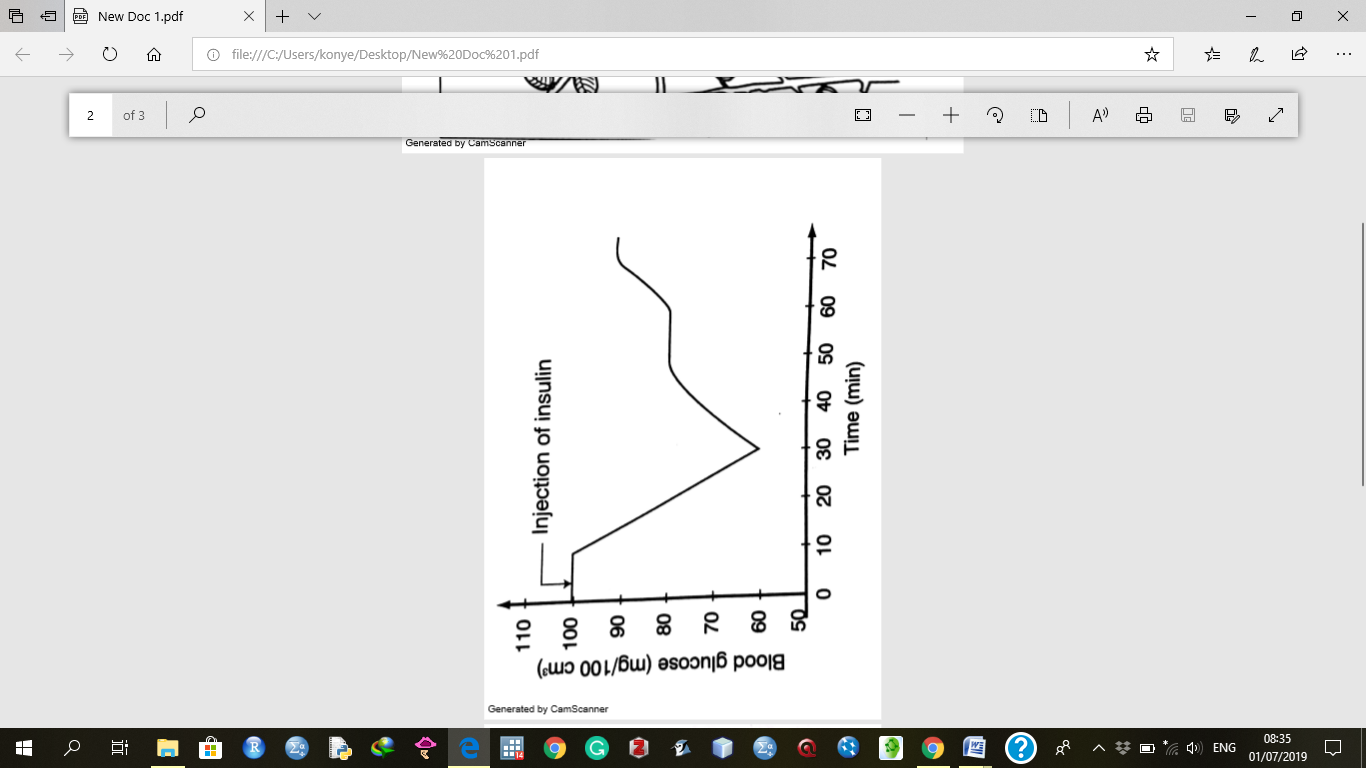 New Doc 1.pdf
file:///C:/Users/konye/Desktop/New%20Doc%201.pdf
2 of 3
Generated by CamScanner
Injection of insulin
110
100
90
80
70
60
50
Blood glucose (mg/100 cm³)
0
10
20
30
40
50
60
70
Time (min)
Generated by CamScanner
14
ENG
08:35
01/07/2019